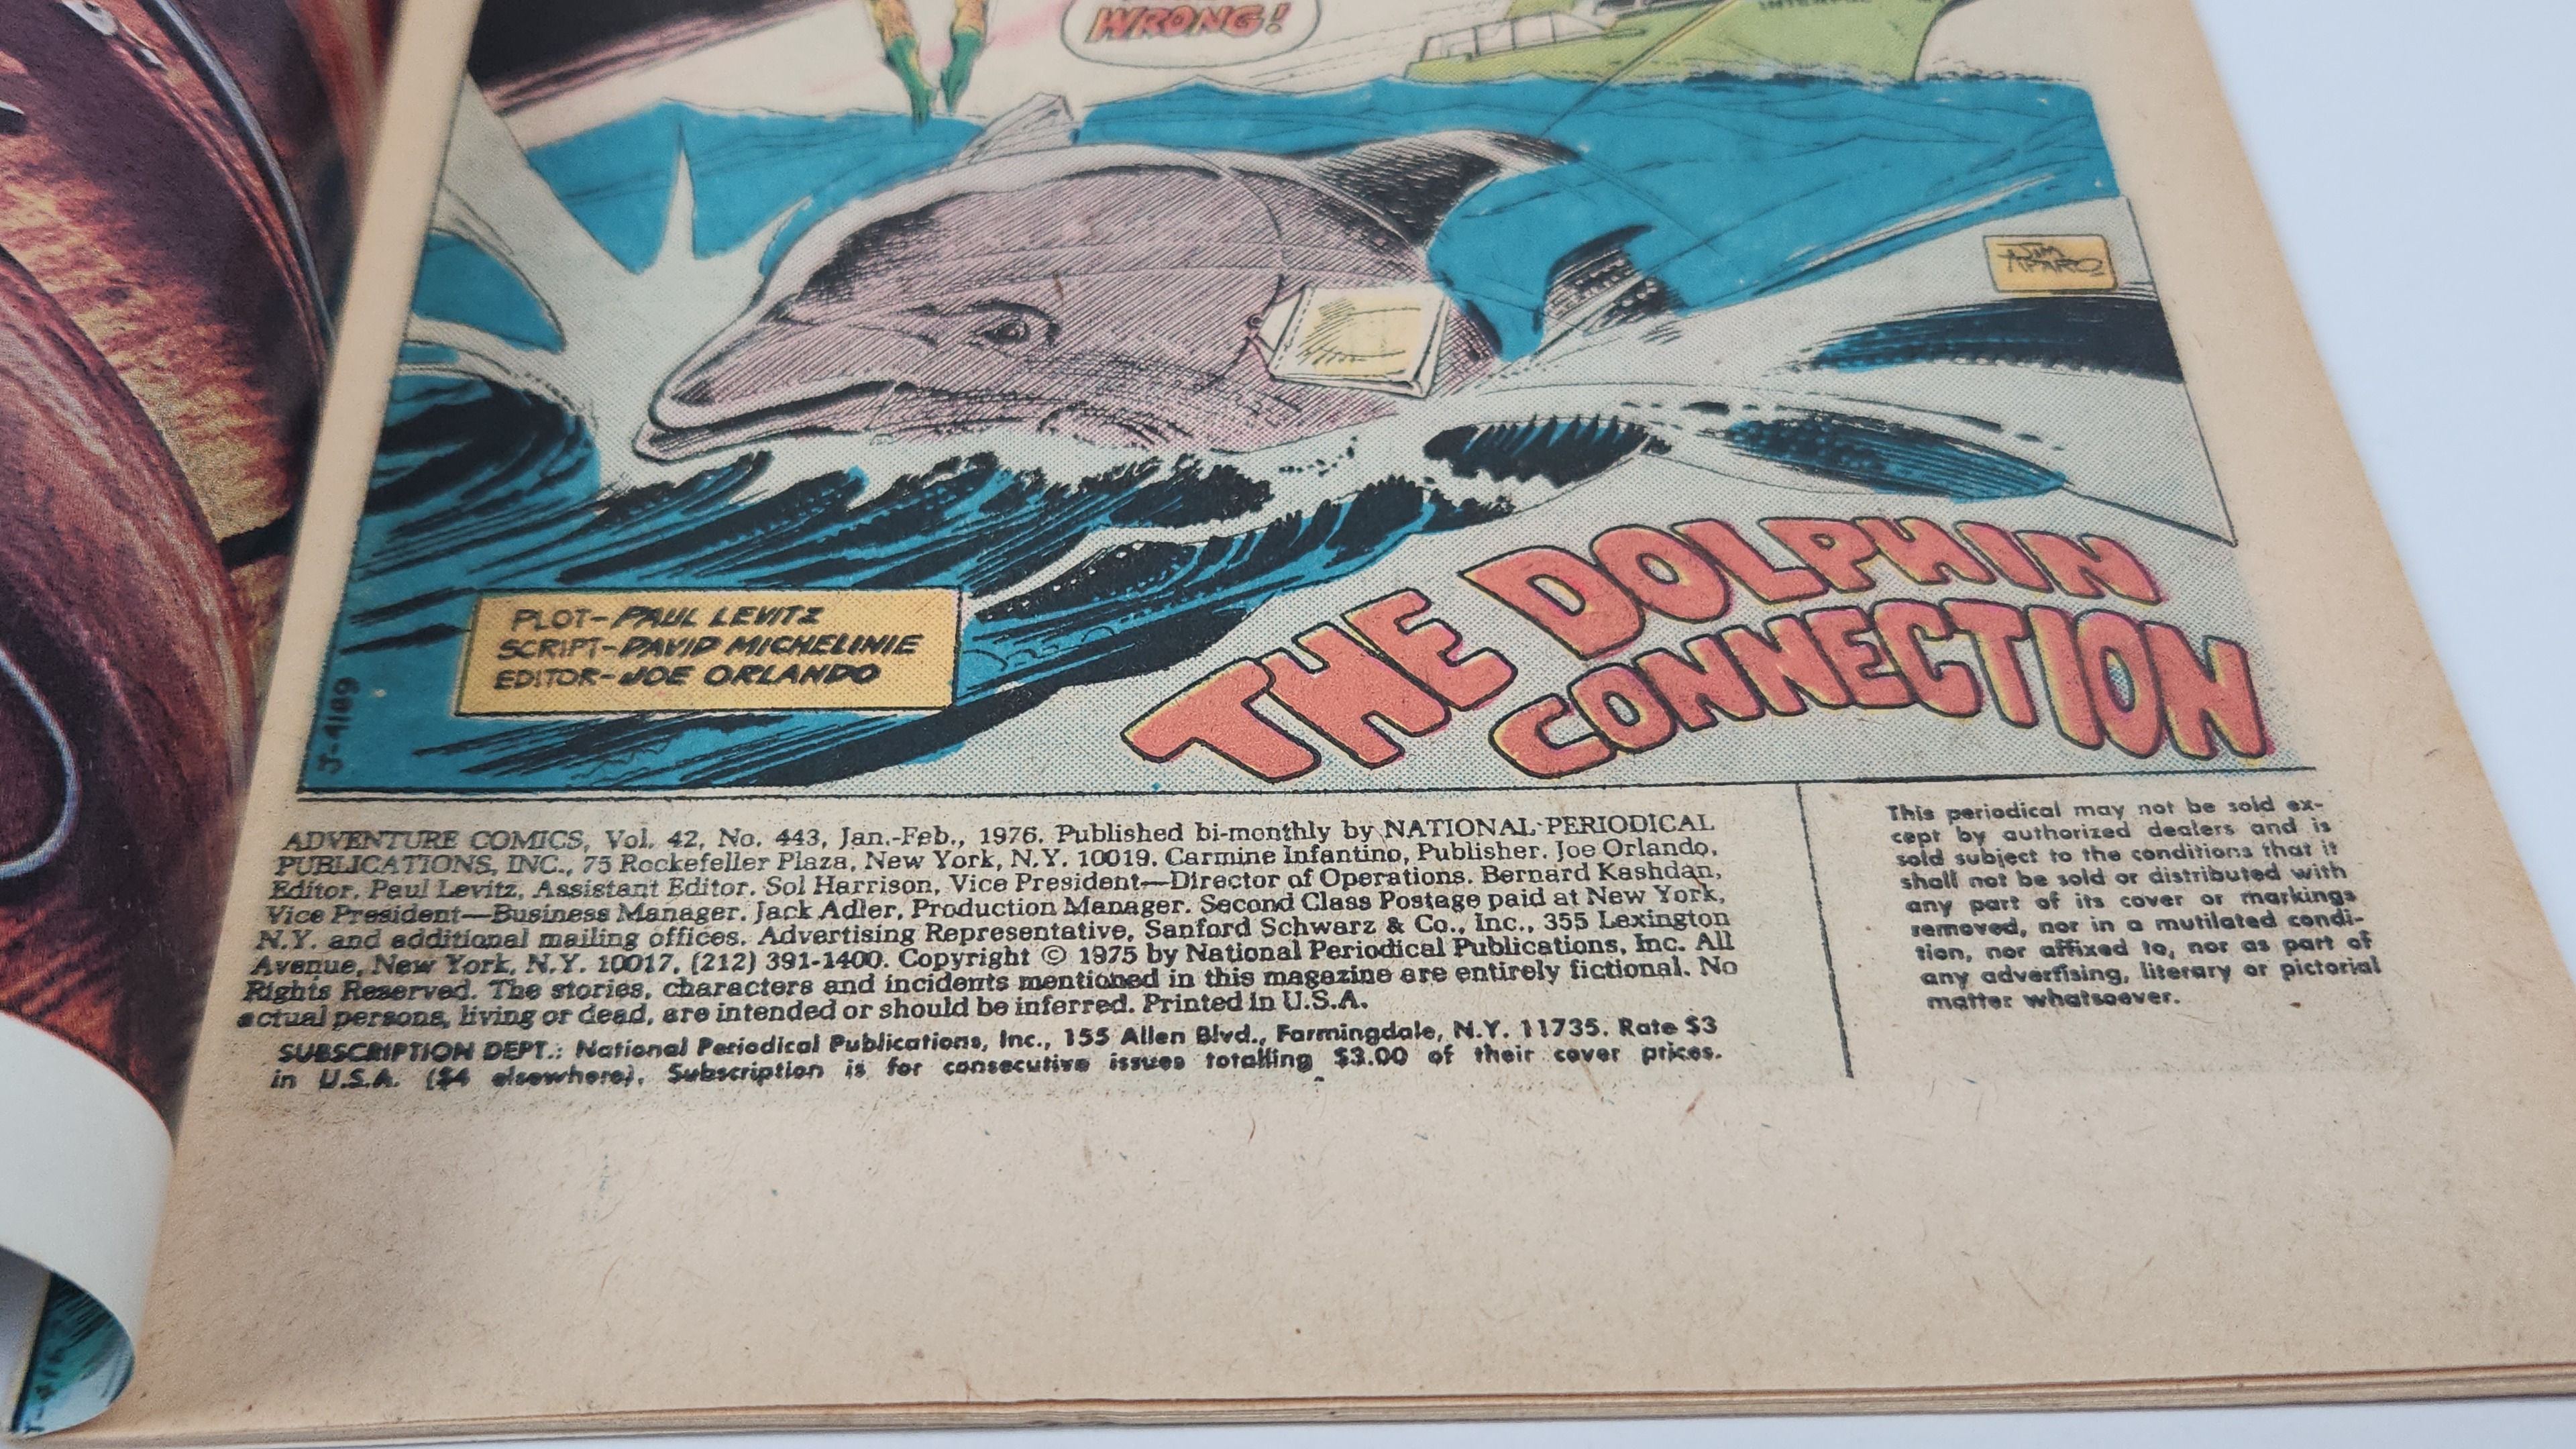 WRONG!
JIM
APARO
PLOT-PAUL LEVITZ
SCRIPT-DAVID MICHELINIE
EDITOR-JOE ORLANDO
J-4189
THE DOLPHIN
CONNECTION
ADVENTURE COMICS, Vol. 42, No. 443, Jan.-Feb., 1976. Published bi-monthly by NATIONAL PERIODICAL
PUBLICATIONS, INC., 75 Rockefeller Plaza, New York, N.Y. 10019. Carmine Infantino, Publisher. Joe Orlando,
Editor. Paul Levitz, Assistant Editor. Sol Harrison, Vice President—Director of Operations. Bernard Kashdan,
Vice President—Business Manager. Jack Adler, Production Manager. Second Class Postage paid at New York,
N.Y. and additional mailing offices. Advertising Representative, Sanford Schwarz & Co., Inc., 355 Lexington
Avenue, New York, N.Y. 10017, (212) 391-1400. Copyright © 1975 by National Periodical Publications, Inc. All
Rights Reserved. The stories, characters and incidents mentioned in this magazine are entirely fictional. No
actual persons, living or dead, are intended or should be inferred. Printed in U.S.A.
SUBSCRIPTION DEPT.: National Periodical Publications, Inc., 155 Allen Blvd., Farmingdale, N.Y. 11735. Rate $3
in U.S.A. ($4 elsewhere). Subscription is for consecutive issues totalling $3.00 of their cover prices.
This periodical may not be sold ex-
cept by authorized dealers and is
sold subject to the conditions that it
shall not be sold or distributed with
any part of its cover or markings
removed, nor in a mutilated condi-
tion, nor affixed to, nor as part of
any advertising, literary or pictorial
matter whatsoever.